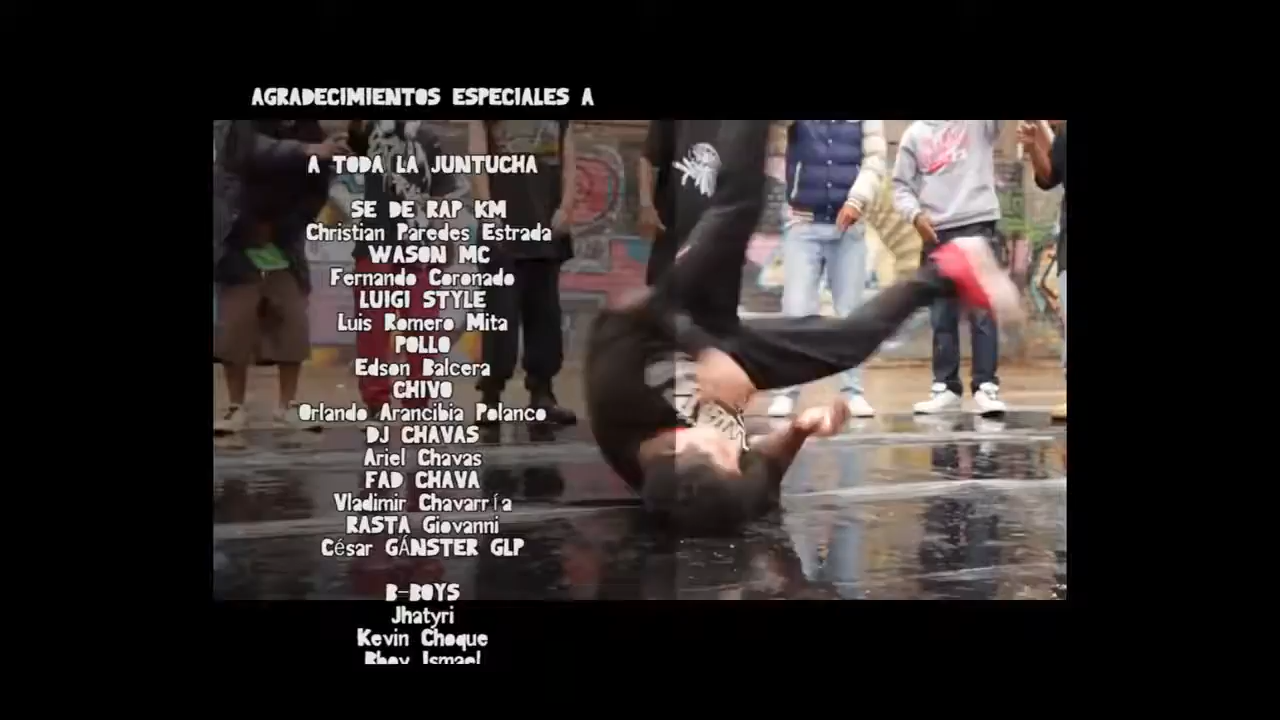 AGRADECIMIENTOS ESPECIALES A
A TODA LA JUNTUCHA
SE DE RAP KM
Christian Paredes Estrada
WASON MC
Fernando Coronado
LUIGI STYLE
Luis Romero Mita
POLLO
Edson Balcera
CHIVO
Orlando Arancibia Polanco
DJ CHAVAS
Ariel Chavas
FAD CHAVA
Vladimir Chavarría
RASTA Giovanni
César GÁNSTER GLP
B-BOYS
Jhatyri
Kevin Choque
Ismael